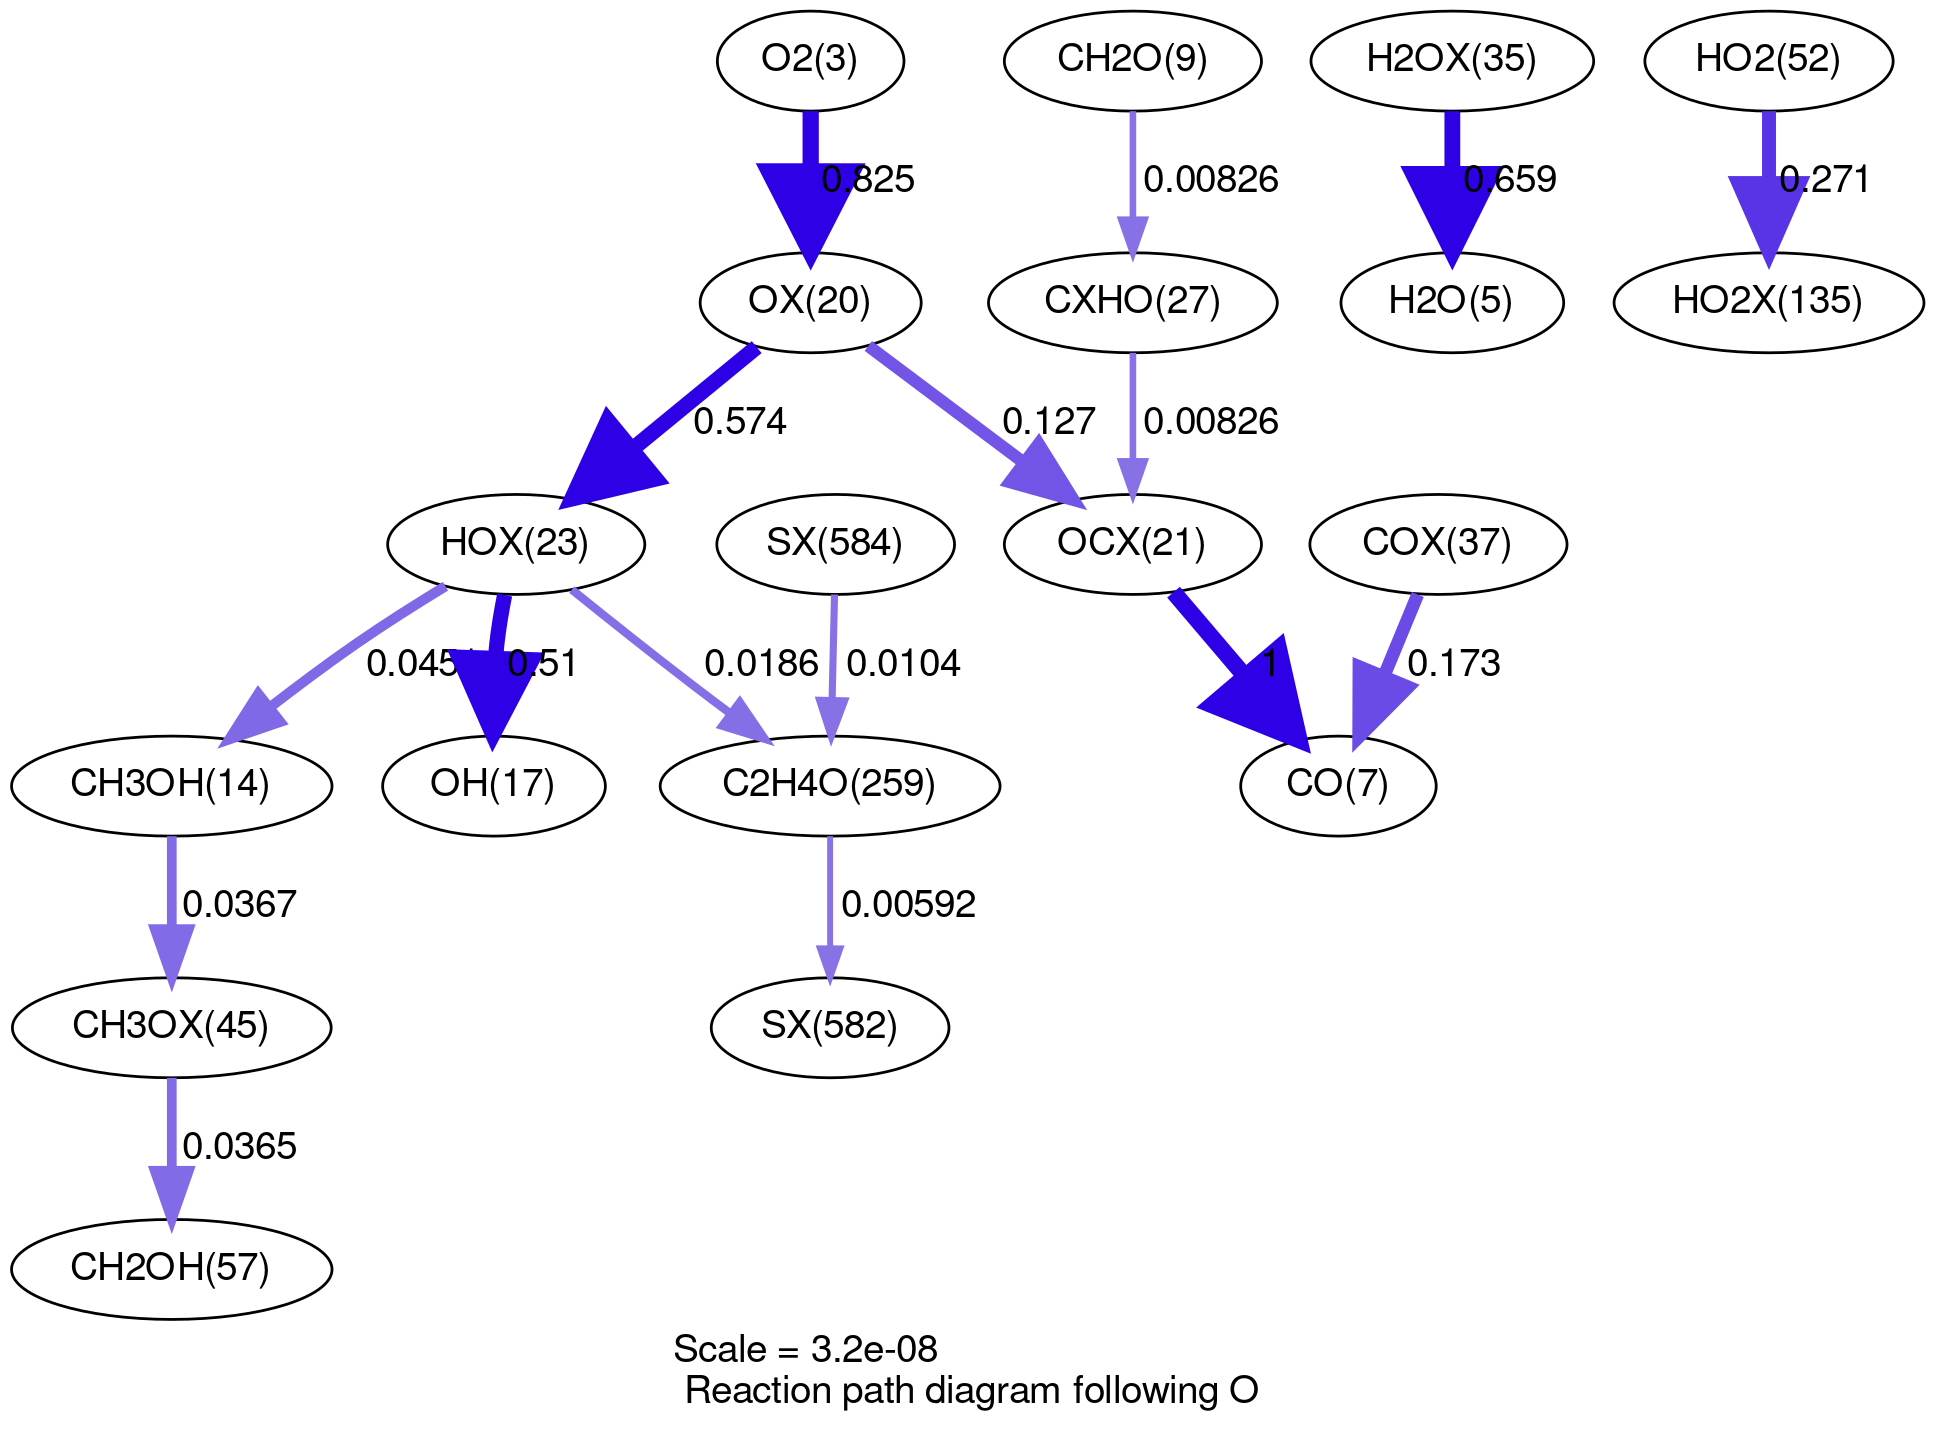 O2(3)
CH2O(9)
H2OX(35)
HO2(52)
0.825
0.00826
0.659
0.271
OX(20)
CXHO(27)
H2O(5)
HO2X(135)
0.574
0.127
0.00826
HOX(23)
SX(584)
OCX(21)
COX(37)
0.51
0.0186
0.0104
1
0.173
CH3OH(14)
OH(17)
C2H4O(259)
CO(7)
0.0367
0.00592
CH3OX(45)
SX(582)
0.0365
CH2OH(57)
Scale = 3.2e-08
Reaction path diagram following O